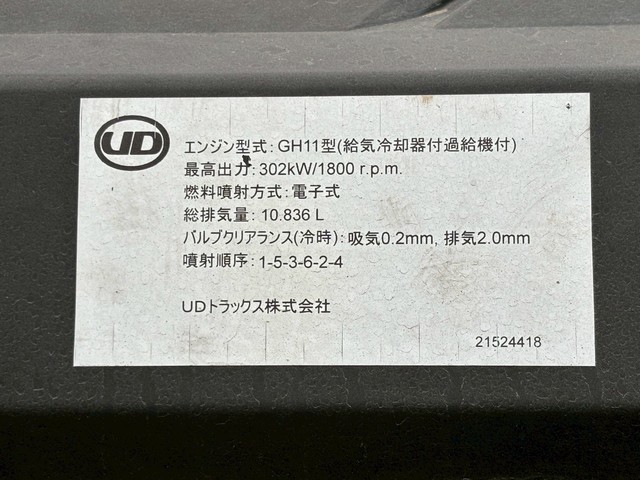 UD
エンジン型式: GH11型(給気冷却器付過給機付)
最高出力: 302kW/1800 r.p.m.
燃料噴射方式: 電子式
総排気量: 10.836 L
バルブクリアランス(冷時): 吸気0.2mm, 排気2.0mm
噴射順序: 1-5-3-6-2-4
UDトラックス株式会社
21524418